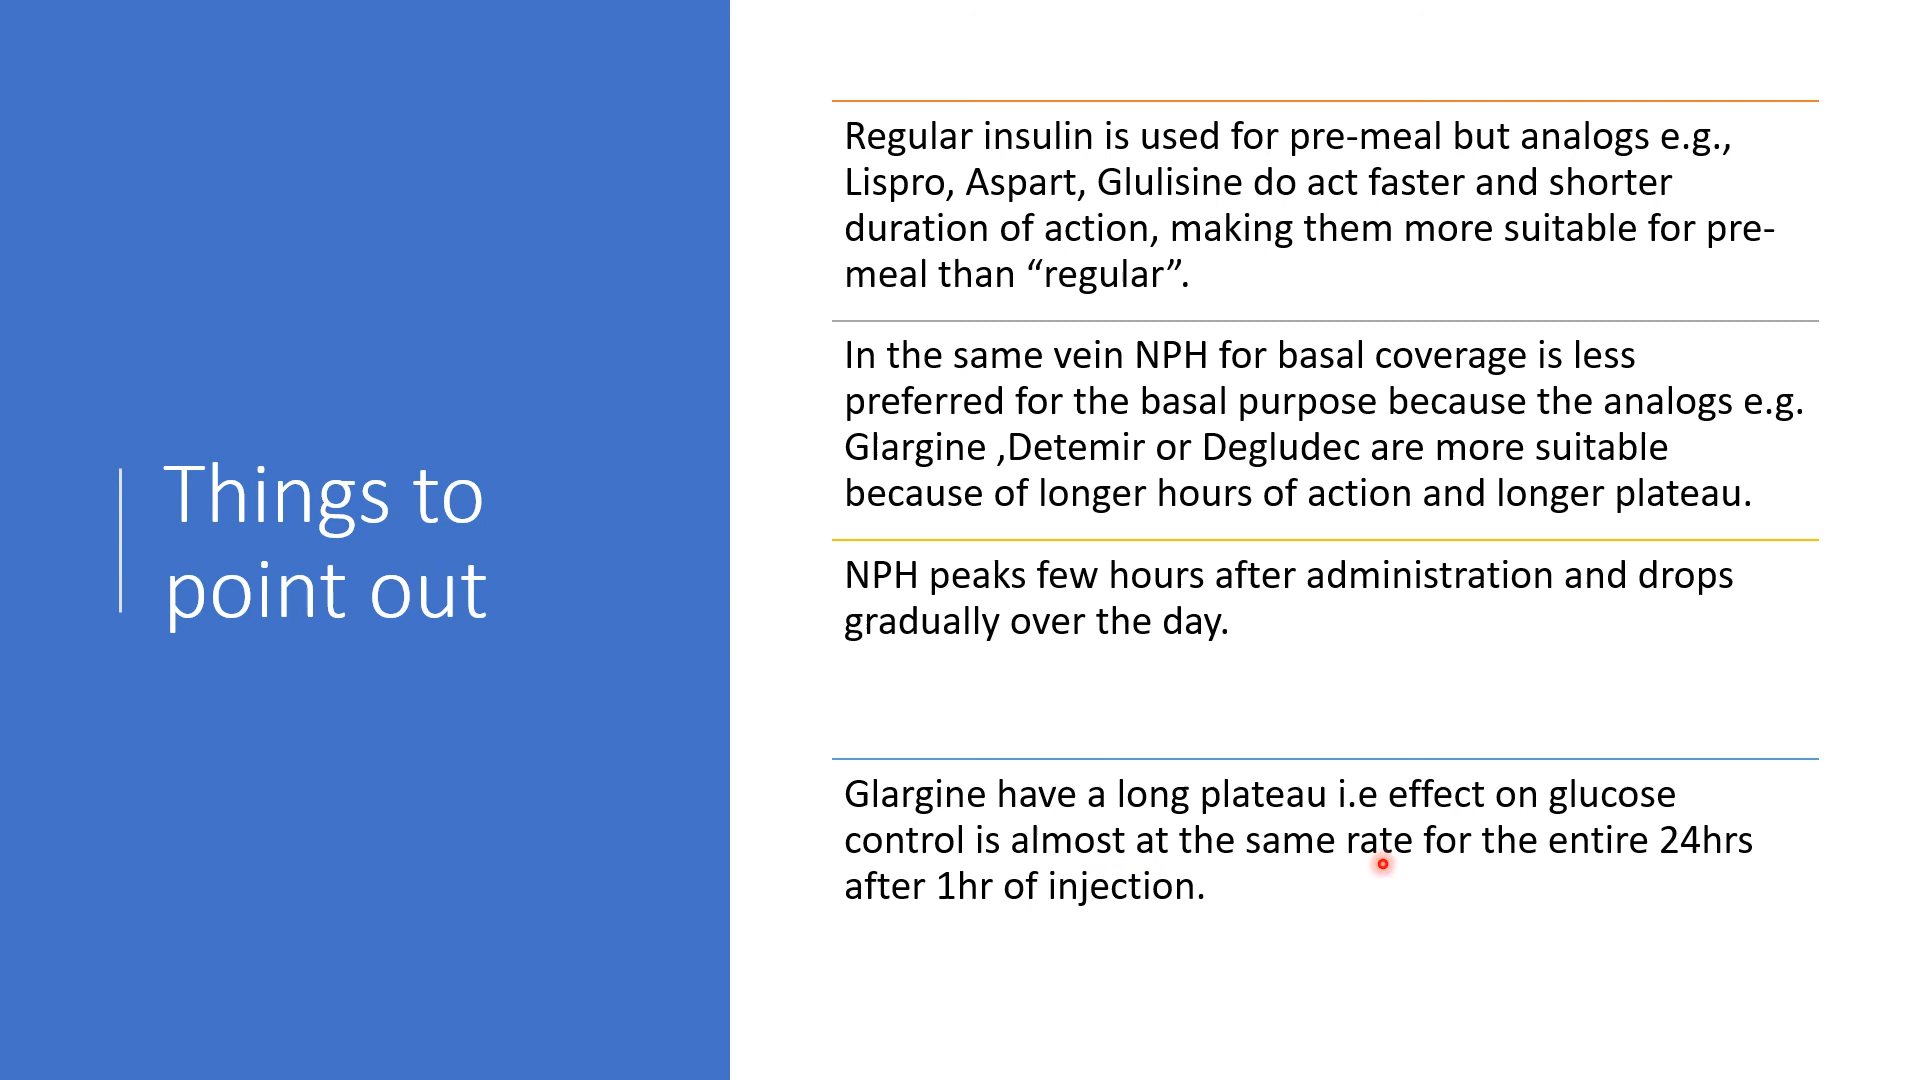 Things to
point out
Regular insulin is used for pre-meal but analogs e.g.,
Lispro, Aspart, Glulisine do act faster and shorter
duration of action, making them more suitable for pre-
meal than “regular”.
In the same vein NPH for basal coverage is less
preferred for the basal purpose because the analogs e.g.
Glargine ,Detemir or Degludec are more suitable
because of longer hours of action and longer plateau.
NPH peaks few hours after administration and drops
gradually over the day.
Glargine have a long plateau i.e effect on glucose
control is almost at the same rate for the entire 24hrs
after 1hr of injection.